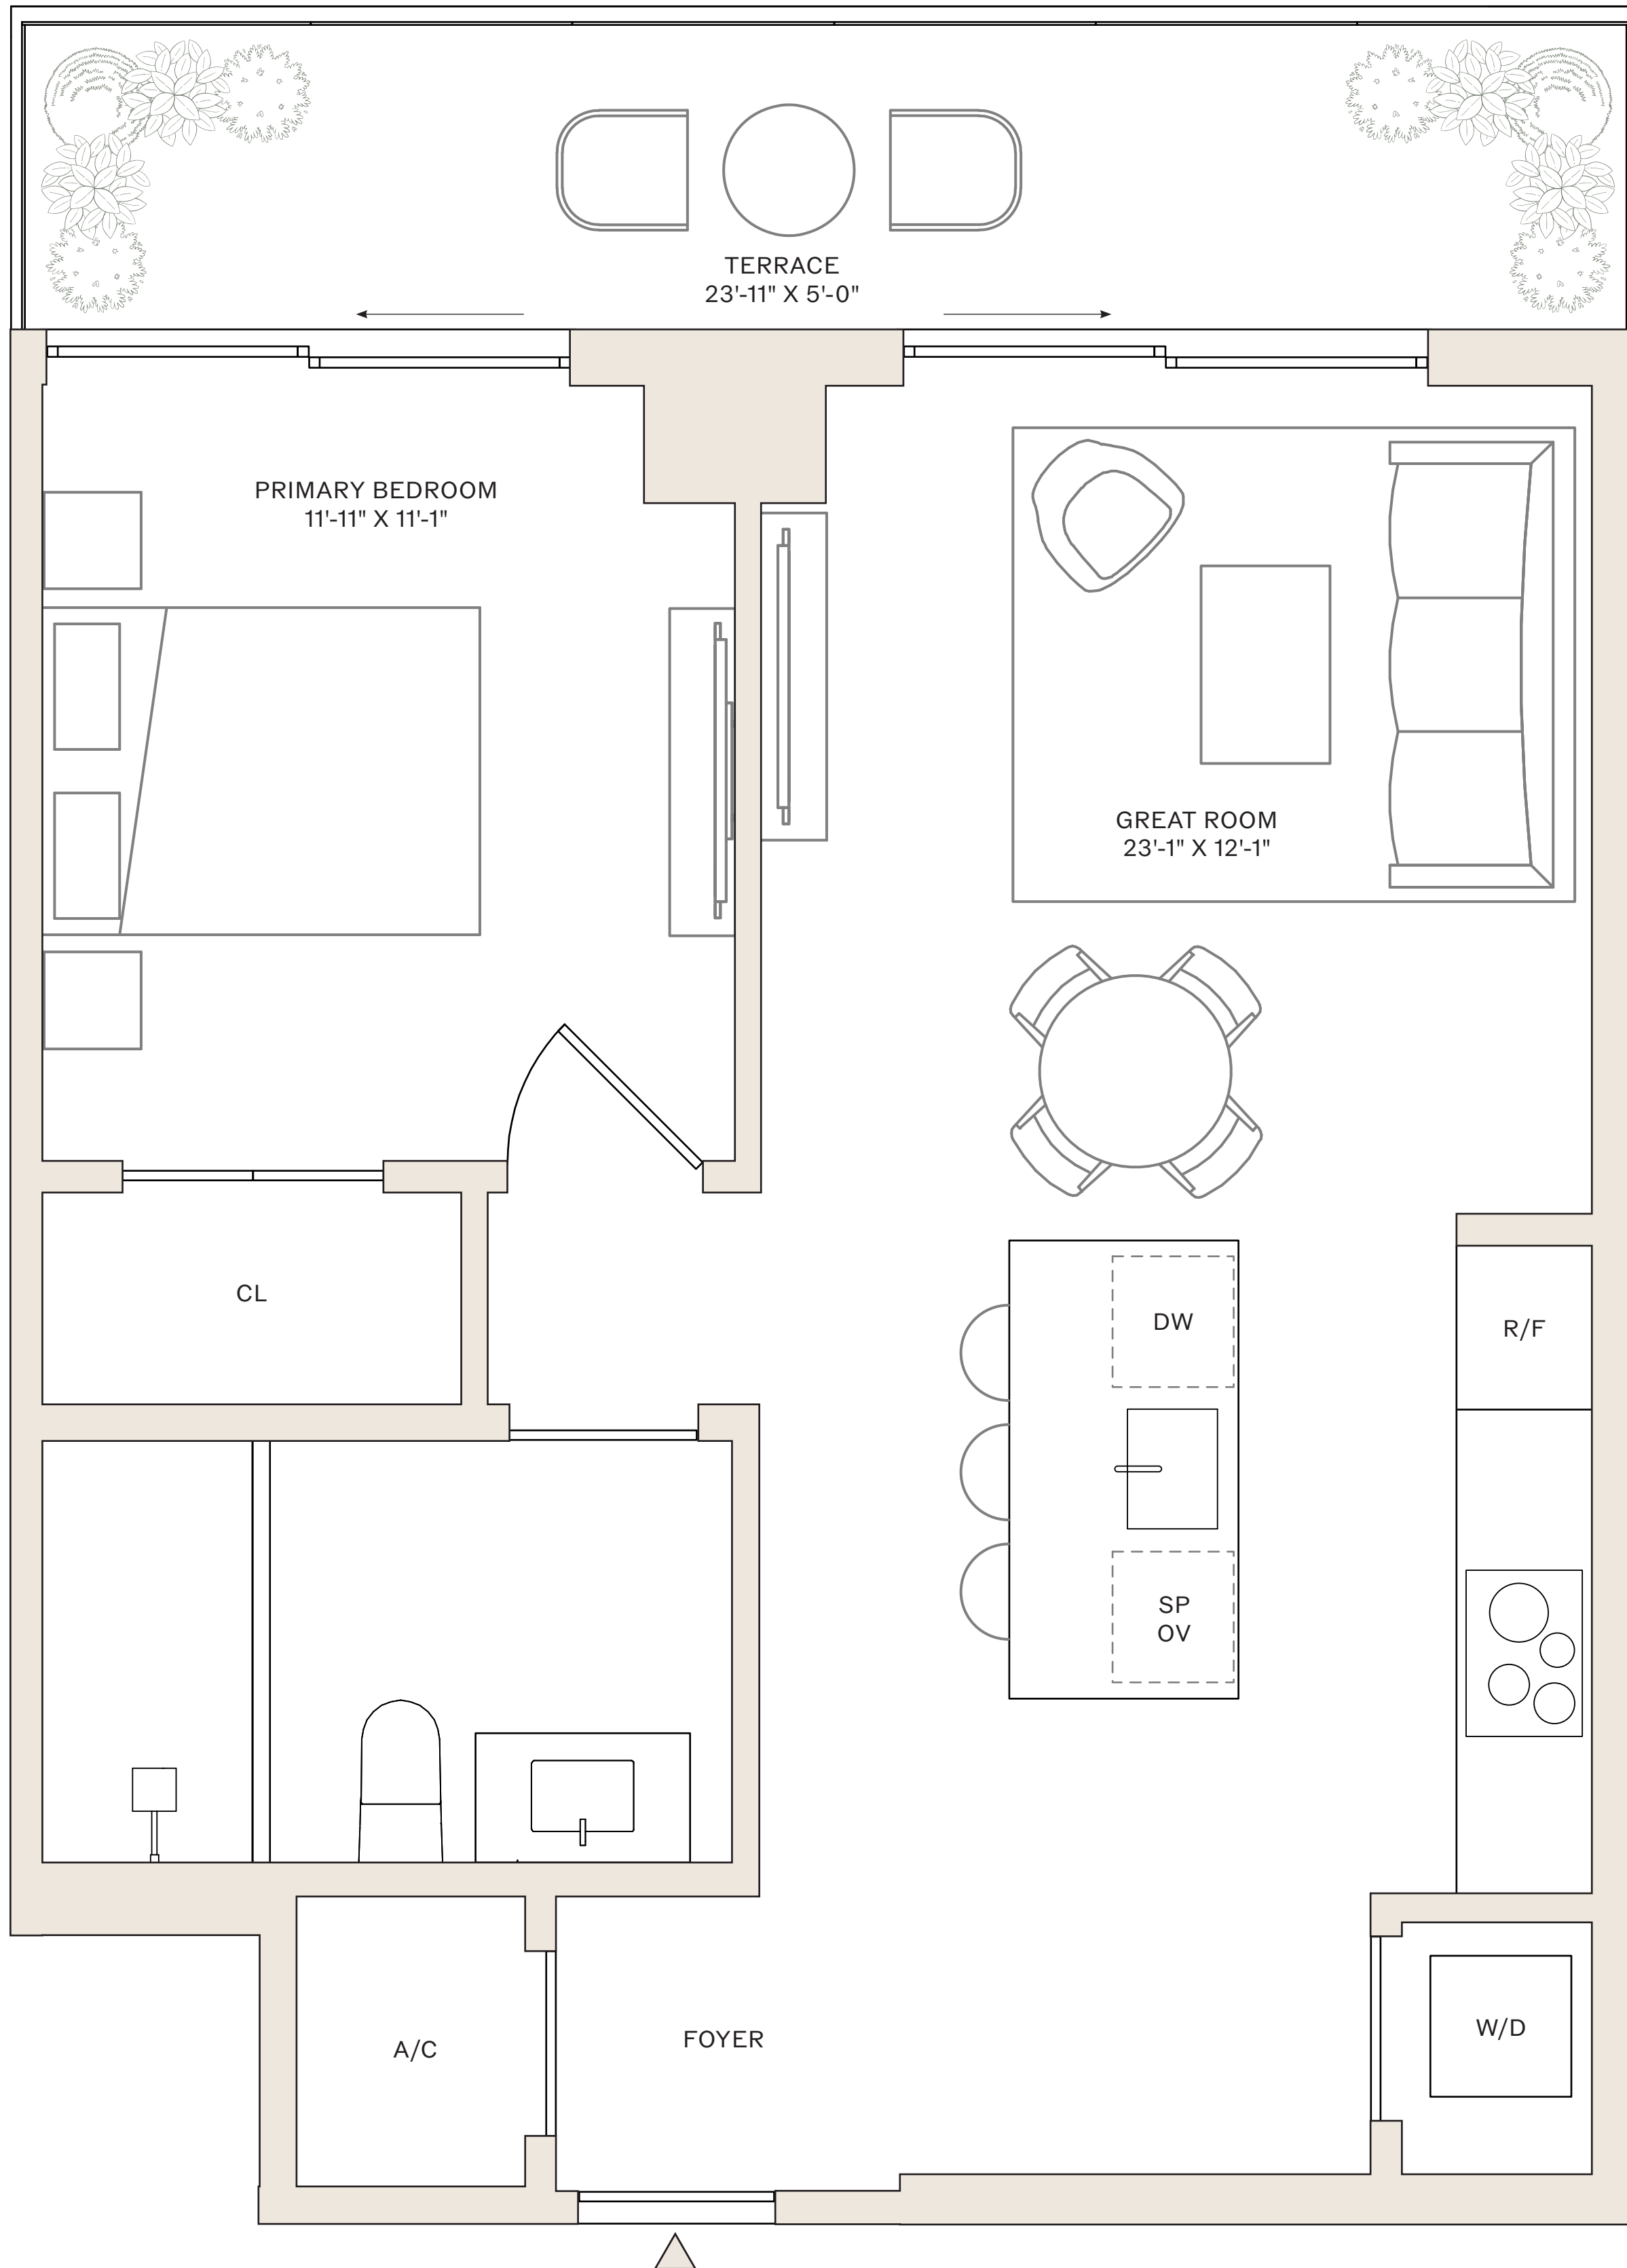 TERRACE
23'-11" X 5'-0"
PRIMARY BEDROOM
11'-11" X 11'-1"
GREAT ROOM
23'-1" X 12'-1"
CL
DW
R/F
SP
OV
A/C
FOYER
W/D